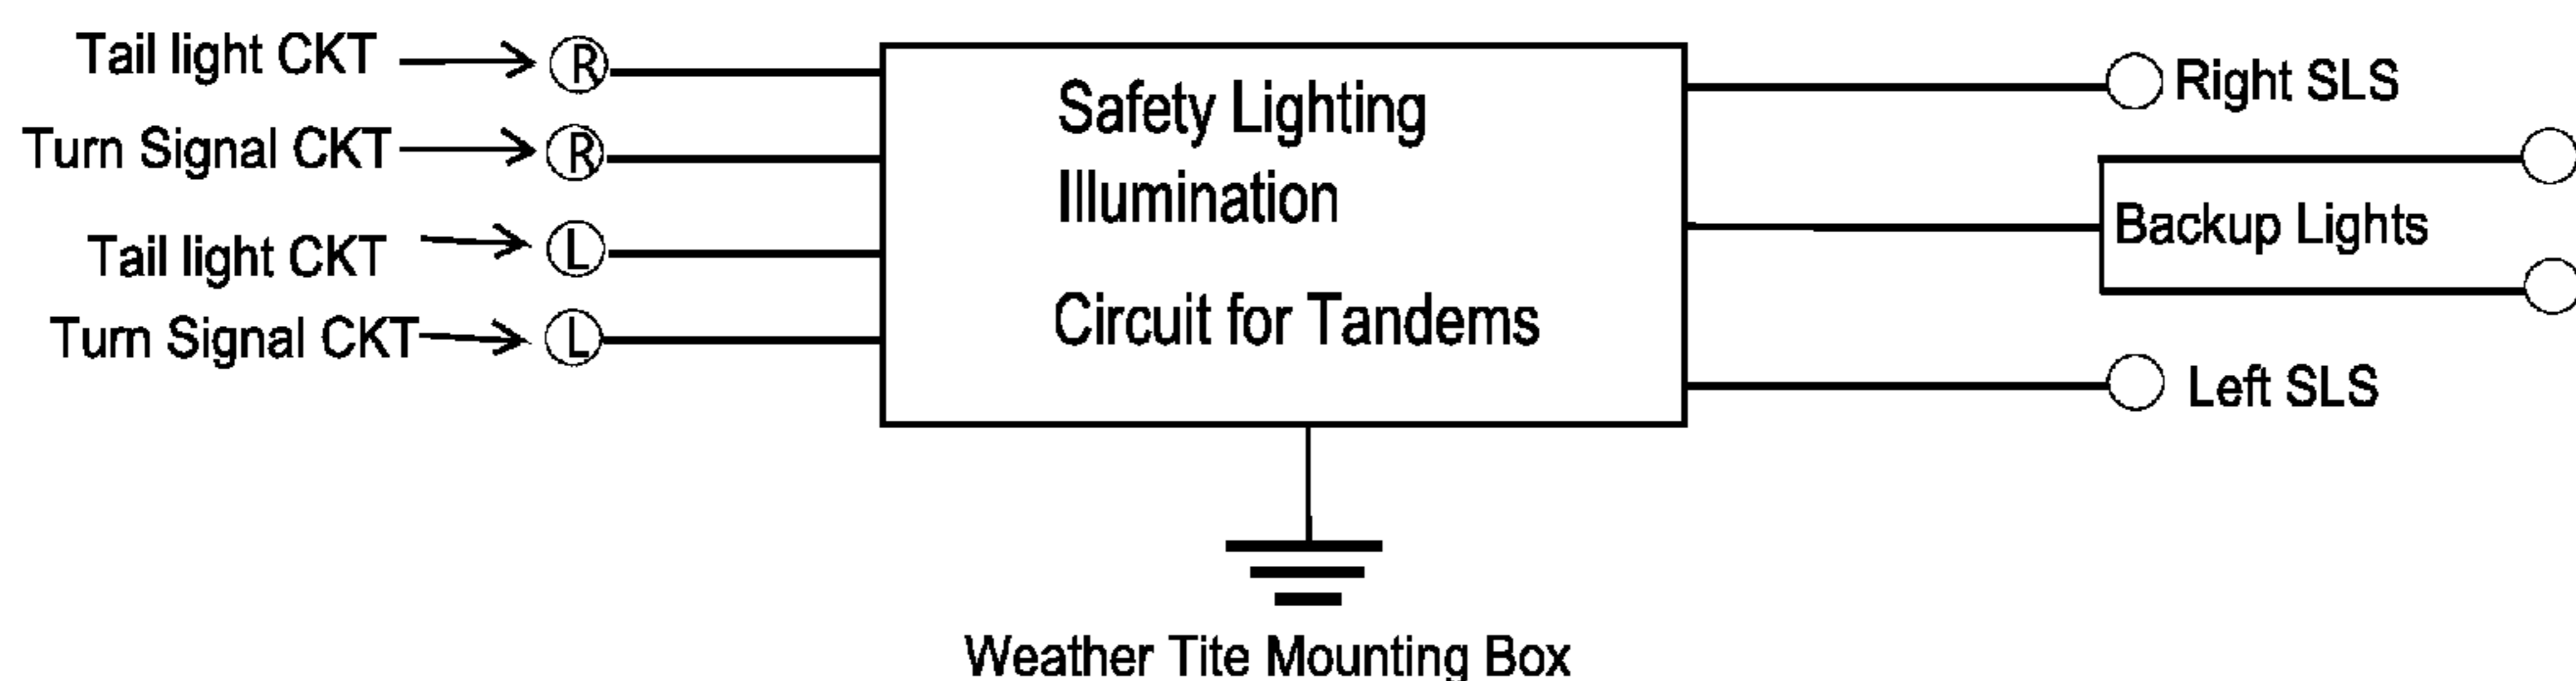 Tail light CKT
R
Turn Signal CKT
R
Tail light CKT
L
Turn Signal CKT
L
Safety Lighting
Illumination
Circuit for Tandems
Right SLS
Backup Lights
Left SLS
Weather Tite Mounting Box